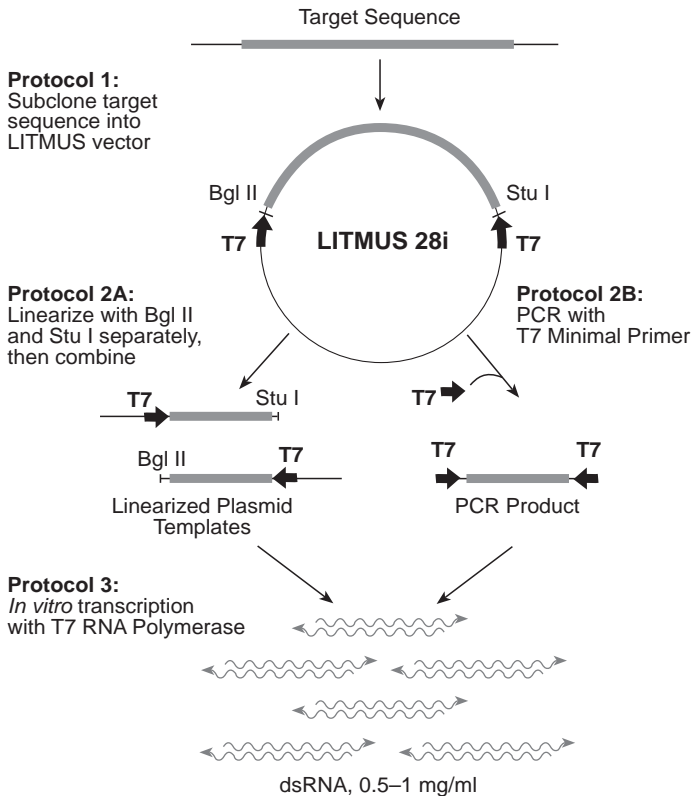 Target Sequence
Protocol 1:
Subclone target
sequence into
LITMUS vector
Bgl II
Stu I
T7
LITMUS 28i
T7
Protocol 2A:
Linearize with Bgl II
and Stu I separately,
then combine
Protocol 2B:
PCR with
T7 Minimal Primer
T7
Stu I
T7
Bgl II
T7
Linearized Plasmid
Templates
T7
T7
PCR Product
Protocol 3:
In vitro transcription
with T7 RNA Polymerase
dsRNA, 0.5–1 mg/ml